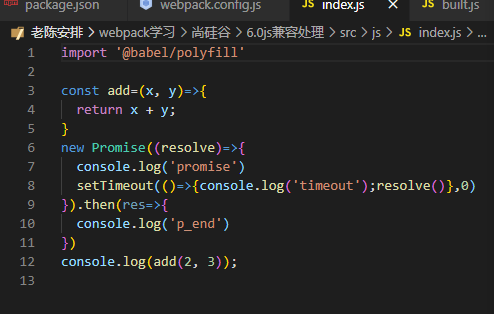 package.json webpack.config.js JS index.js × JS built.js
老陈安排 > webpack学习 > 尚硅谷 > 6.0js兼容处理 > src > js > JS index.js > ...
1 import '@babel/polyfill'
2
3 const add=(x, y)=>{
4 return x + y;
5 }
6 new Promise((resolve)=>{
7 console.log('promise')
8 setTimeout(()=>{console.log('timeout');resolve()},0)
9 }).then(res=>{
10 console.log('p_end')
11 })
12 console.log(add(2, 3));
13